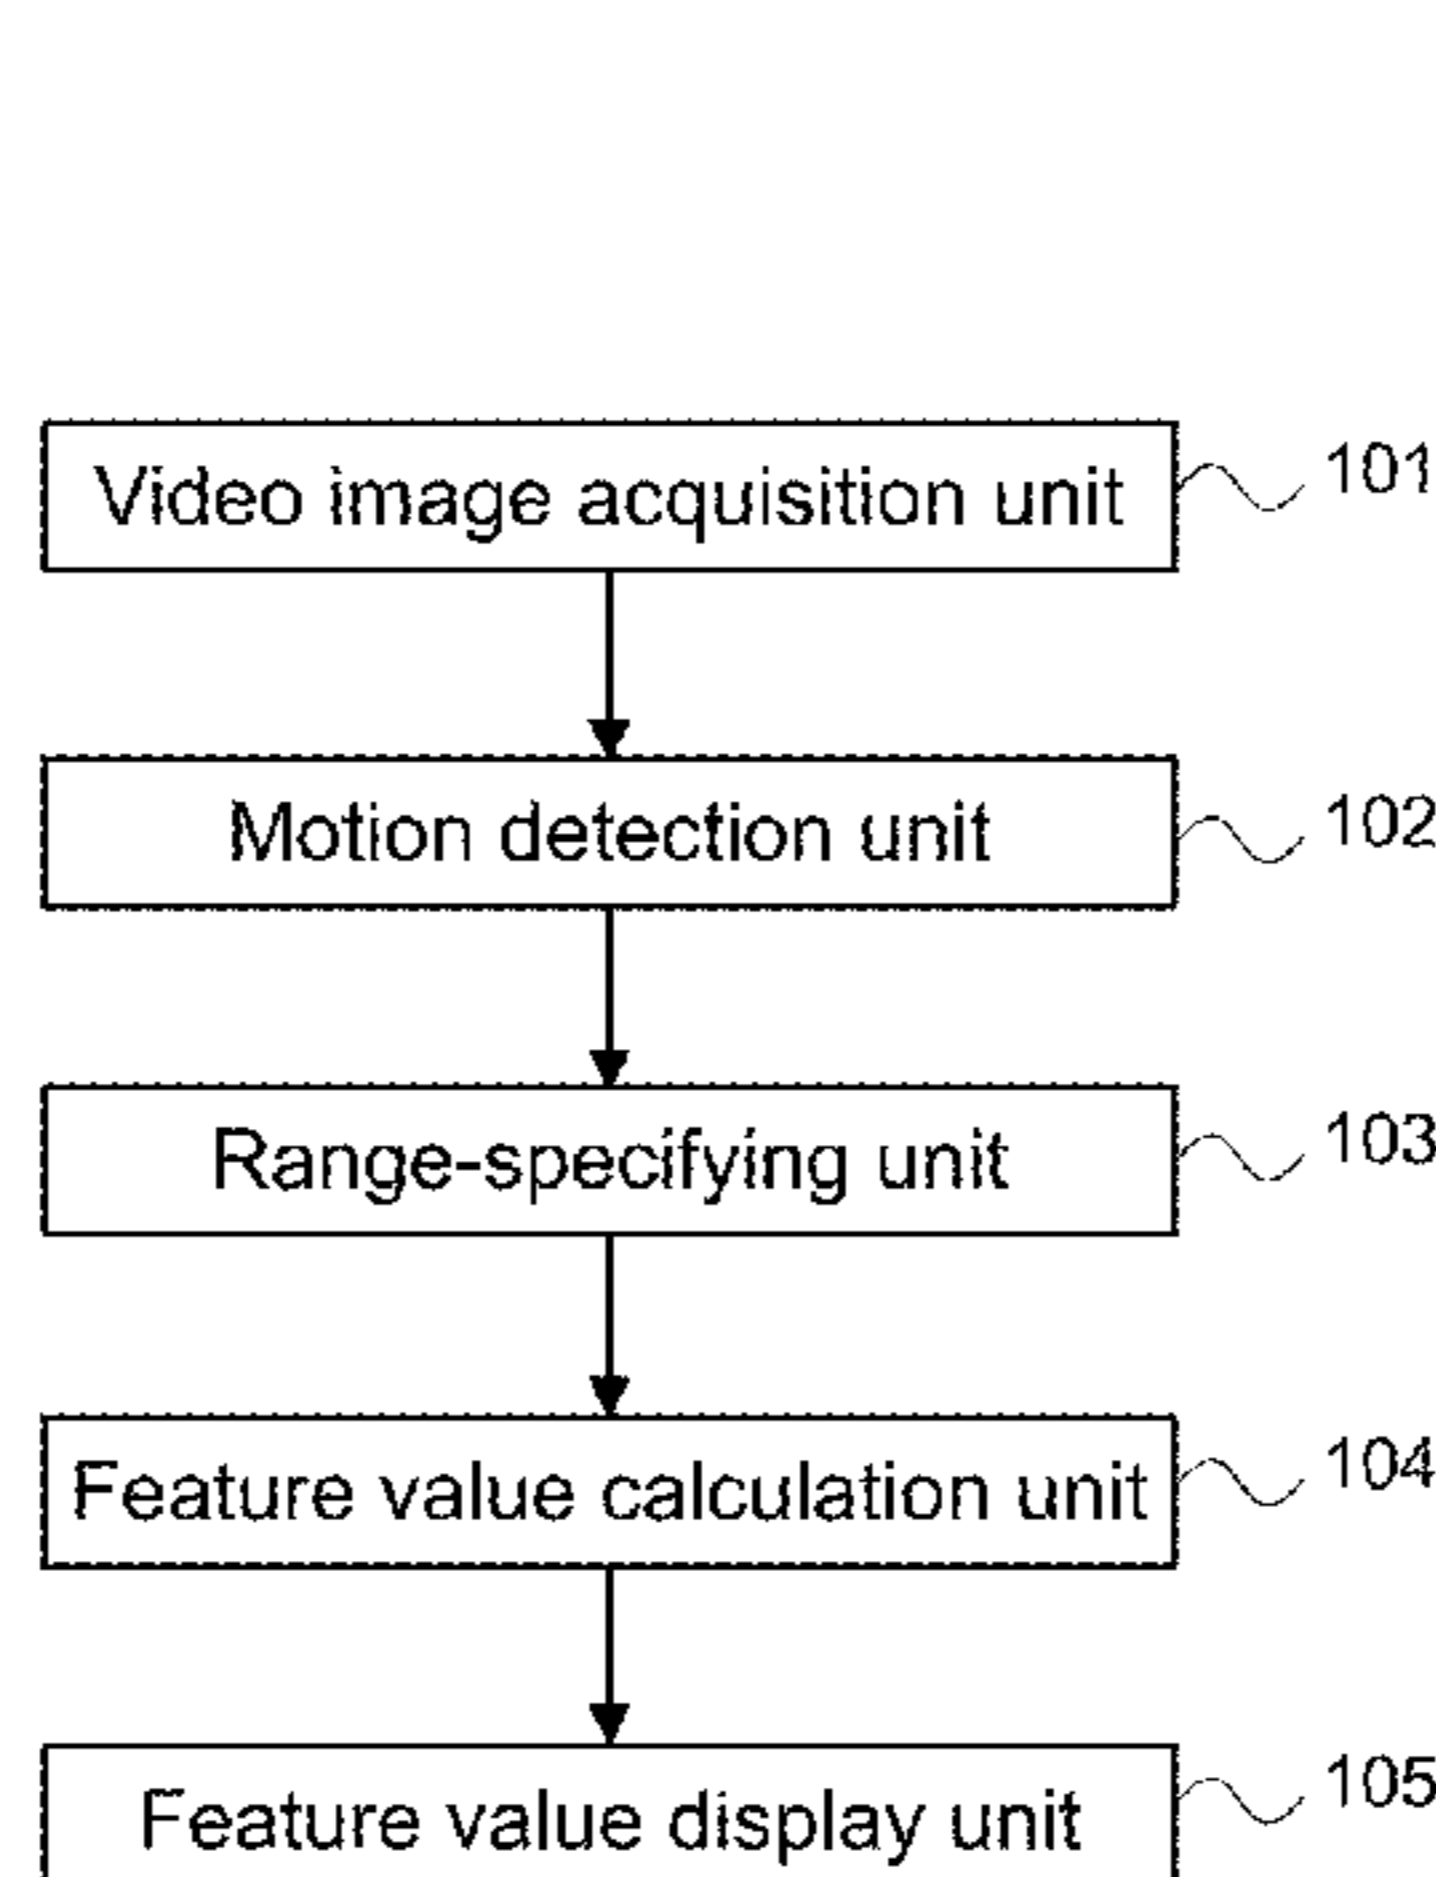 Video image acquisition unit 101
Motion detection unit 102
Range-specifying unit 103
Feature value calculation unit 104
Feature value display unit 105